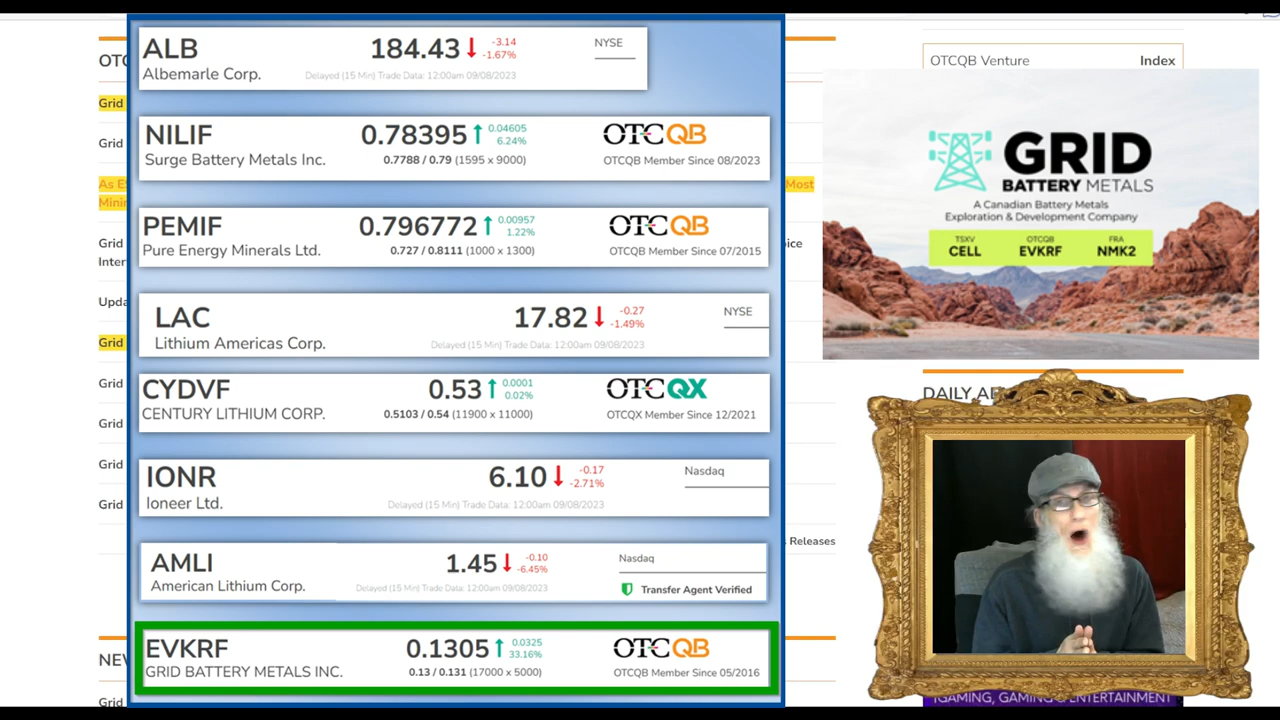 ALB
Albemarle Corp.
184.43
-3.14
-1.67%
NYSE
Delayed (15 Min) Trade Data: 12:00am 09/08/2023
NILIF
Surge Battery Metals Inc.
0.78395
0.04605
6.24%
0.7788 / 0.79 (1595 x 9000)
OTCQB
OTCQB Member Since 08/2023
PEMIF
Pure Energy Minerals Ltd.
0.796772
0.00957
1.22%
0.727 / 0.8111 (1000 x 1300)
OTCQB
OTCQB Member Since 07/2015
LAC
Lithium Americas Corp.
17.82
-0.27
-1.49%
NYSE
Delayed (15 Min) Trade Data: 12:00am 09/08/2023
CYDVF
CENTURY LITHIUM CORP.
0.53
0.0001
0.02%
0.5103 / 0.54 (11900 x 11000)
OTCQX
OTCQX Member Since 12/2021
IONR
Ioneer Ltd.
6.10
-0.17
-2.71%
Nasdaq
Delayed (15 Min) Trade Data: 12:00am 09/08/2023
AMLI
American Lithium Corp.
1.45
-0.10
-6.45%
Nasdaq
Delayed (15 Min) Trade Data: 12:00am 09/08/2023
Transfer Agent Verified
EVKRF
GRID BATTERY METALS INC.
0.1305
0.0325
33.16%
0.13 / 0.131 (17000 x 5000)
OTCQB
OTCQB Member Since 05/2016
OTC
Grid
Grid
As Es
Most
Minin
Grid
oice
Inter
Upda
Grid
Grid
Grid
Grid
Grid
Releases
NEW
Grid
OTCQB Venture Index
GRID
BATTERY METALS
A Canadian Battery Metals
Exploration & Development Company
TSXV
CELL
OTCQB
EVKRF
FRA
NMK2
DAILY
GAMING, GAMING & ENTERTAINMENT